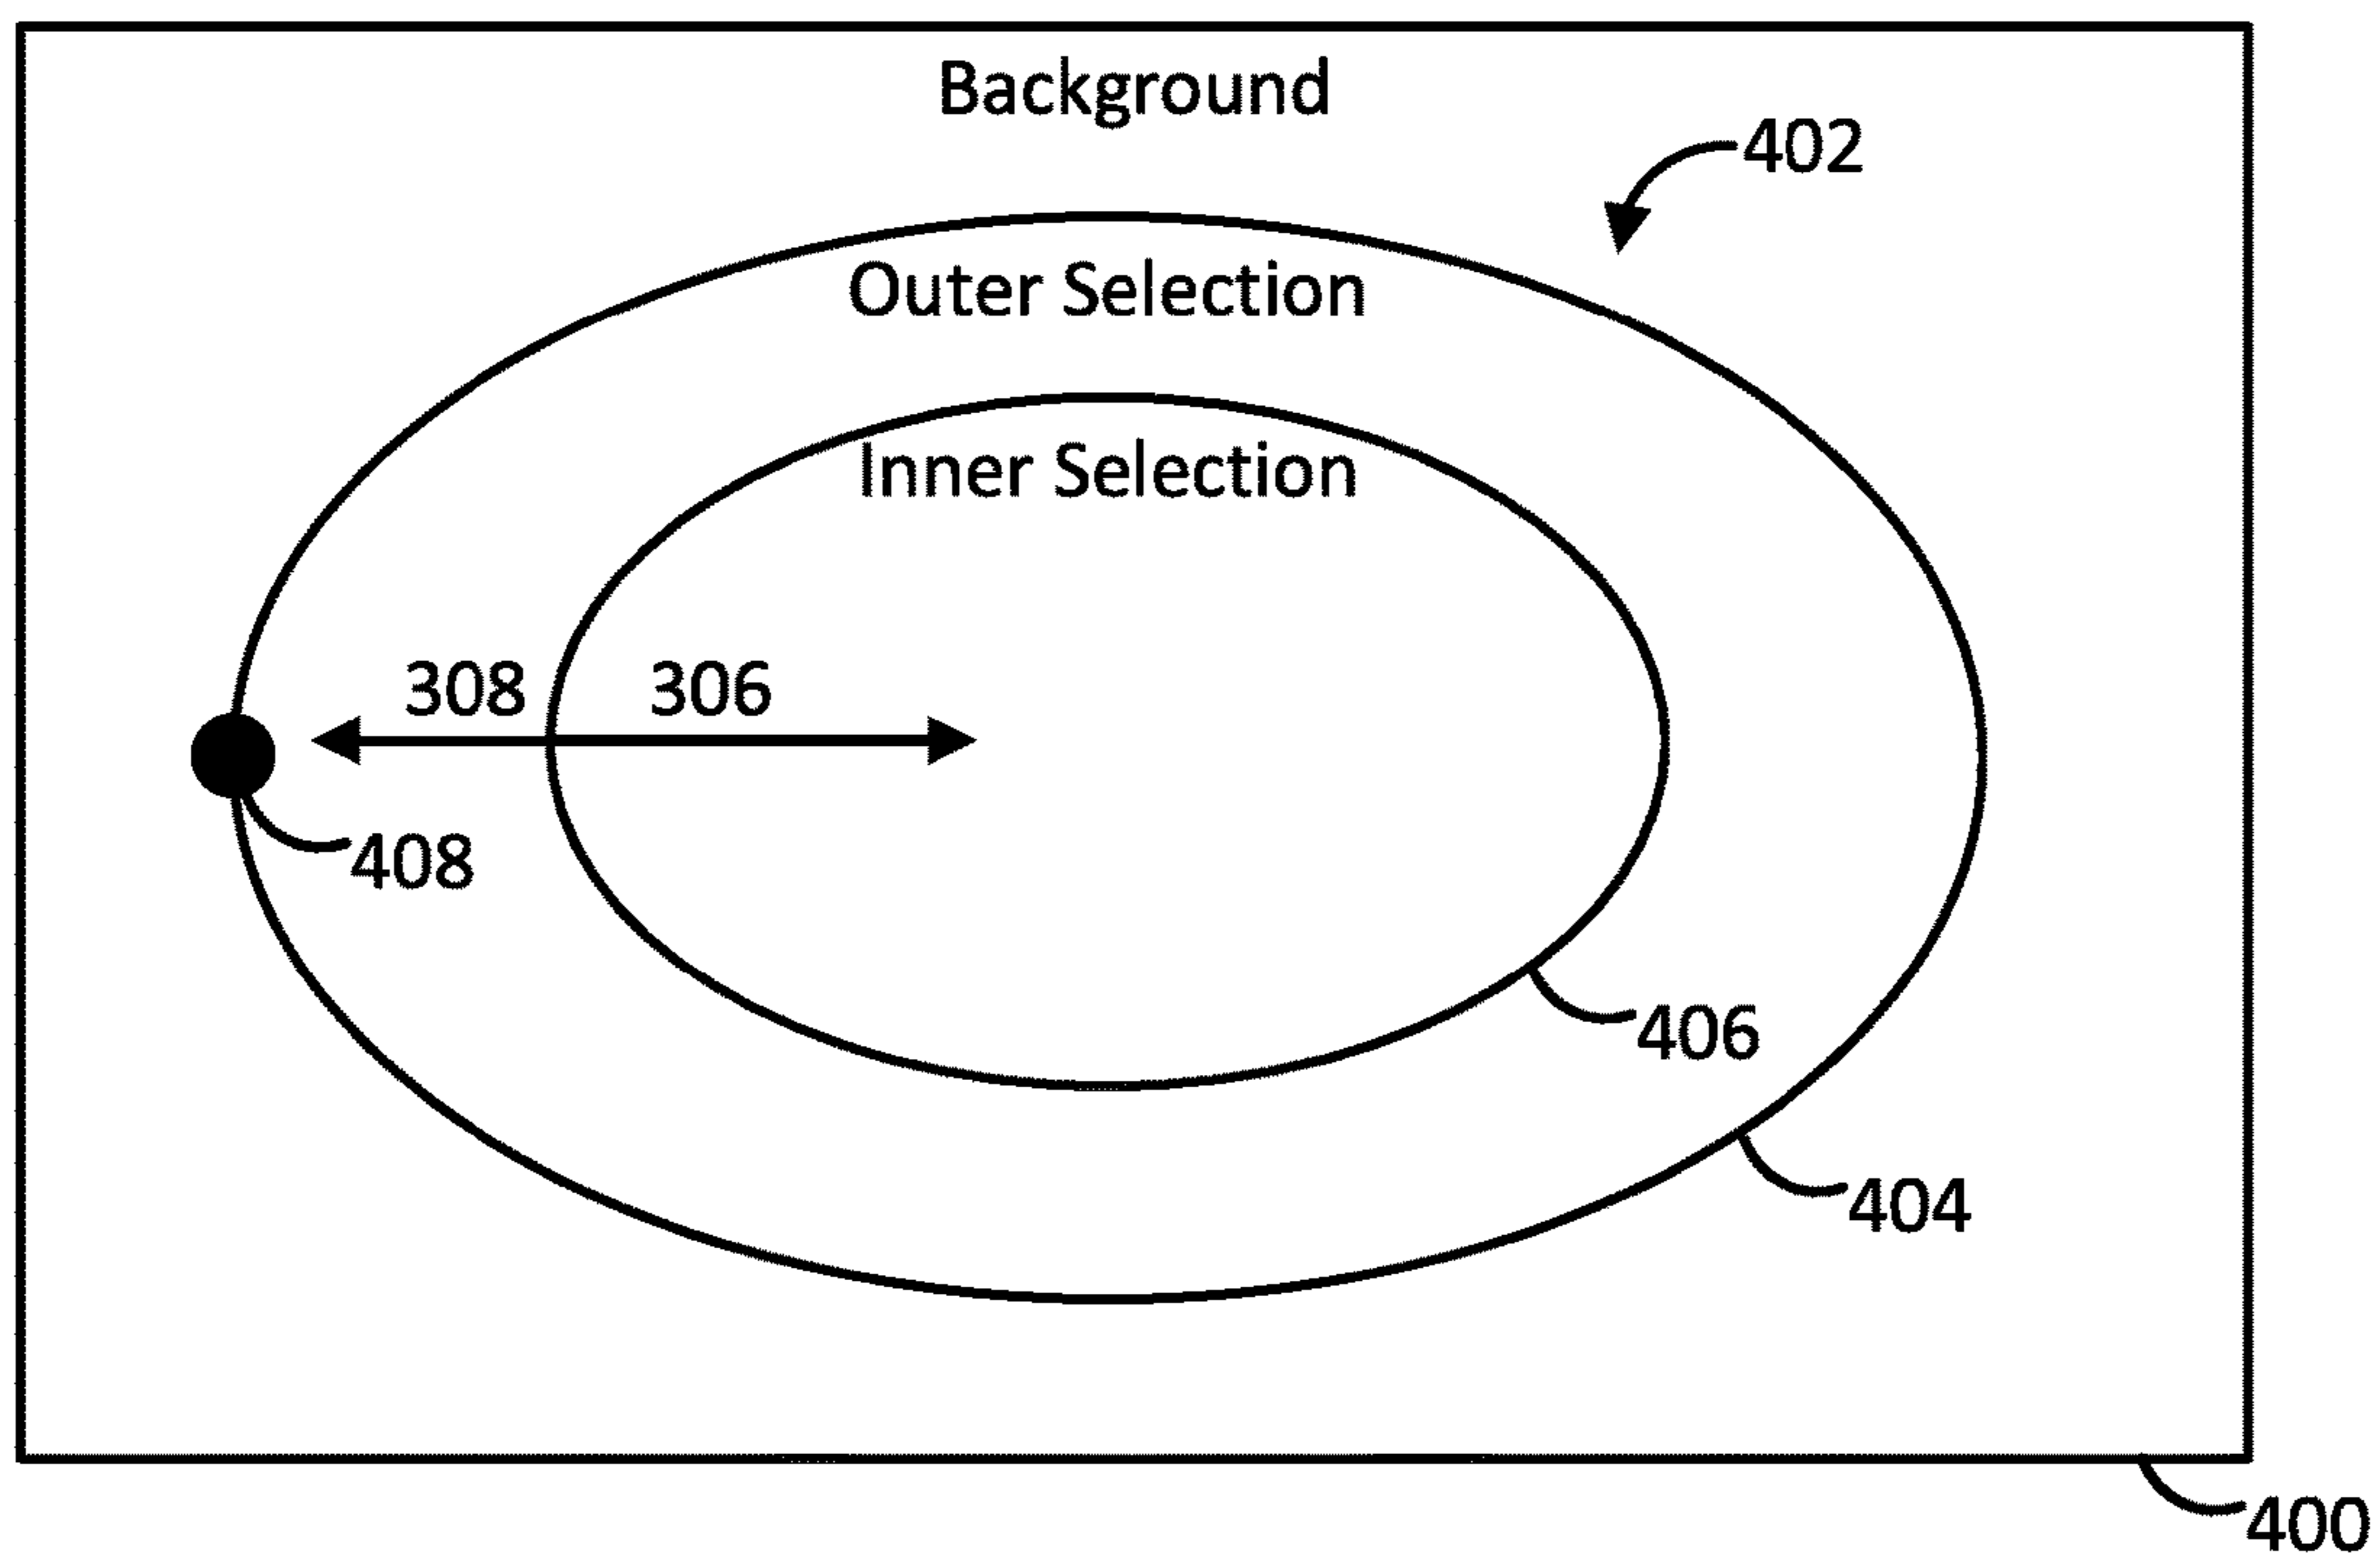 Background
402
Outer Selection
Inner Selection
308 306
408
406
404
400